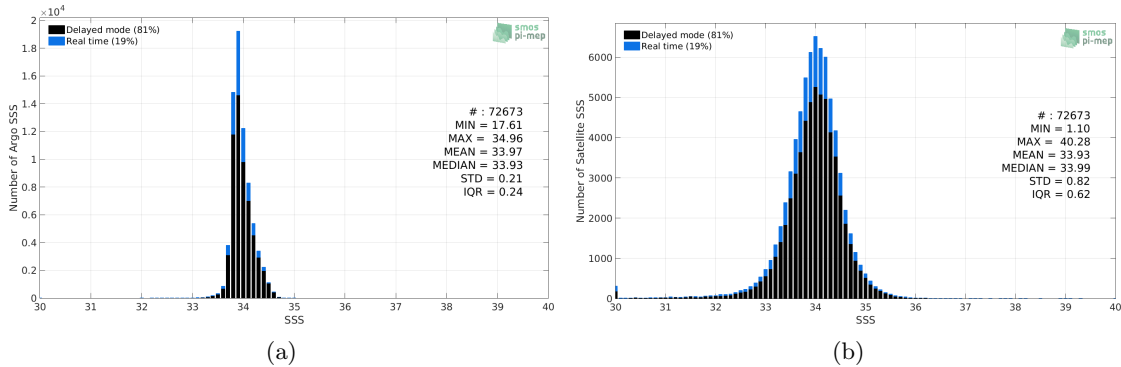 2 ×10⁴
1.8
1.6
1.4
1.2
1
0.8
0.6
0.4
0.2
0
Number of Argo SSS
Delayed mode (81%)
Real time (19%)
smos
pi-mep
# : 72673
MIN = 17.61
MAX = 34.96
MEAN = 33.97
MEDIAN = 33.93
STD = 0.21
IQR = 0.24
30 31 32 33 34 35 36 37 38 39 40
SSS
(a)
6000
5000
4000
3000
2000
1000
0
Number of Satellite SSS
Delayed mode (81%)
Real time (19%)
smos
pi-mep
# : 72673
MIN = 1.10
MAX = 40.28
MEAN = 33.93
MEDIAN = 33.99
STD = 0.82
IQR = 0.62
30 31 32 33 34 35 36 37 38 39 40
SSS
(b)